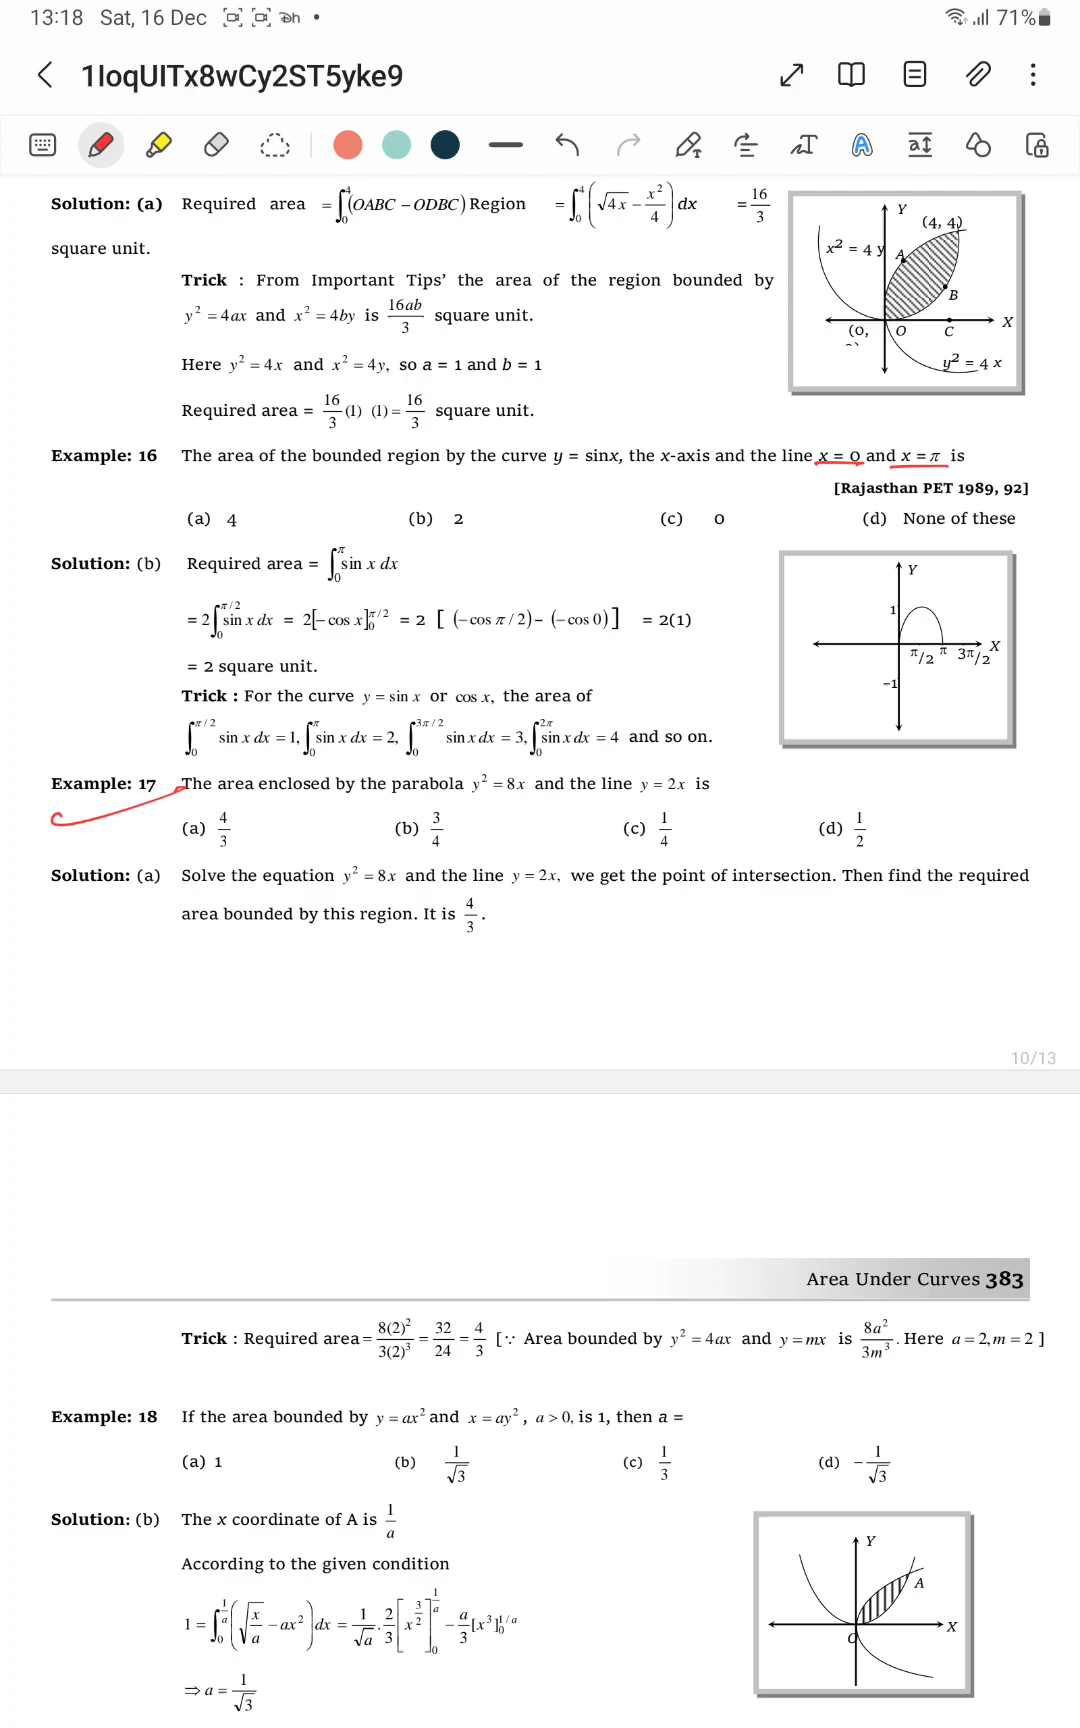 13:18 Sat, 16 Dec
71%
1IoqUITx8wCy2ST5yke9
Solution: (a) Required area = ∫₀⁴ (OABC – ODBC) Region = ∫₀⁴ (√4x – x²/4) dx = 16/3
square unit.
Trick : From Important Tips' the area of the region bounded by
y² = 4ax and x² = 4by is 16ab/3 square unit.
Here y² = 4x and x² = 4y, so a = 1 and b = 1
Required area = 16/3 (1) (1) = 16/3 square unit.
Y
(4, 4)
x² = 4 y
A
B
X
(0,
O
C
y² = 4 x
Example: 16 The area of the bounded region by the curve y = sinx, the x-axis and the line x = 0 and x = π is
[Rajasthan PET 1989, 92]
(a) 4 (b) 2 (c) 0 (d) None of these
Solution: (b) Required area = ∫₀^π sin x dx
= 2∫₀^(π/2) sin x dx = 2[– cos x]₀^(π/2) = 2 [ (– cos π / 2) – (– cos 0) ] = 2(1)
= 2 square unit.
Trick : For the curve y = sin x or cos x, the area of
∫₀^(π/2) sin x dx = 1, ∫₀^π sin x dx = 2, ∫₀^(3π/2) sin x dx = 3, ∫₀^(2π) sin x dx = 4 and so on.
Y
1
X
π/2 π 3π/2
–1
Example: 17 The area enclosed by the parabola y² = 8x and the line y = 2x is
(a) 4/3 (b) 3/4 (c) 1/4 (d) 1/2
Solution: (a) Solve the equation y² = 8x and the line y = 2x, we get the point of intersection. Then find the required
area bounded by this region. It is 4/3 .
10/13
Area Under Curves 383
Trick : Required area = 8(2)²/3(2)³ = 32/24 = 4/3 [∵ Area bounded by y² = 4ax and y = mx is 8a²/3m³ . Here a = 2, m = 2 ]
Example: 18 If the area bounded by y = ax² and x = ay² , a > 0, is 1, then a =
(a) 1 (b) 1/√3 (c) 1/3 (d) –1/√3
Solution: (b) The x coordinate of A is 1/a
According to the given condition
1 = ∫₀^(1/a) (√(x/a) – ax²) dx = 1/√a . 2/3 [x^(3/2)]₀^(1/a) – a/3 [x³]₀^(1/a)
⇒ a = 1/√3
Y
A
X
O